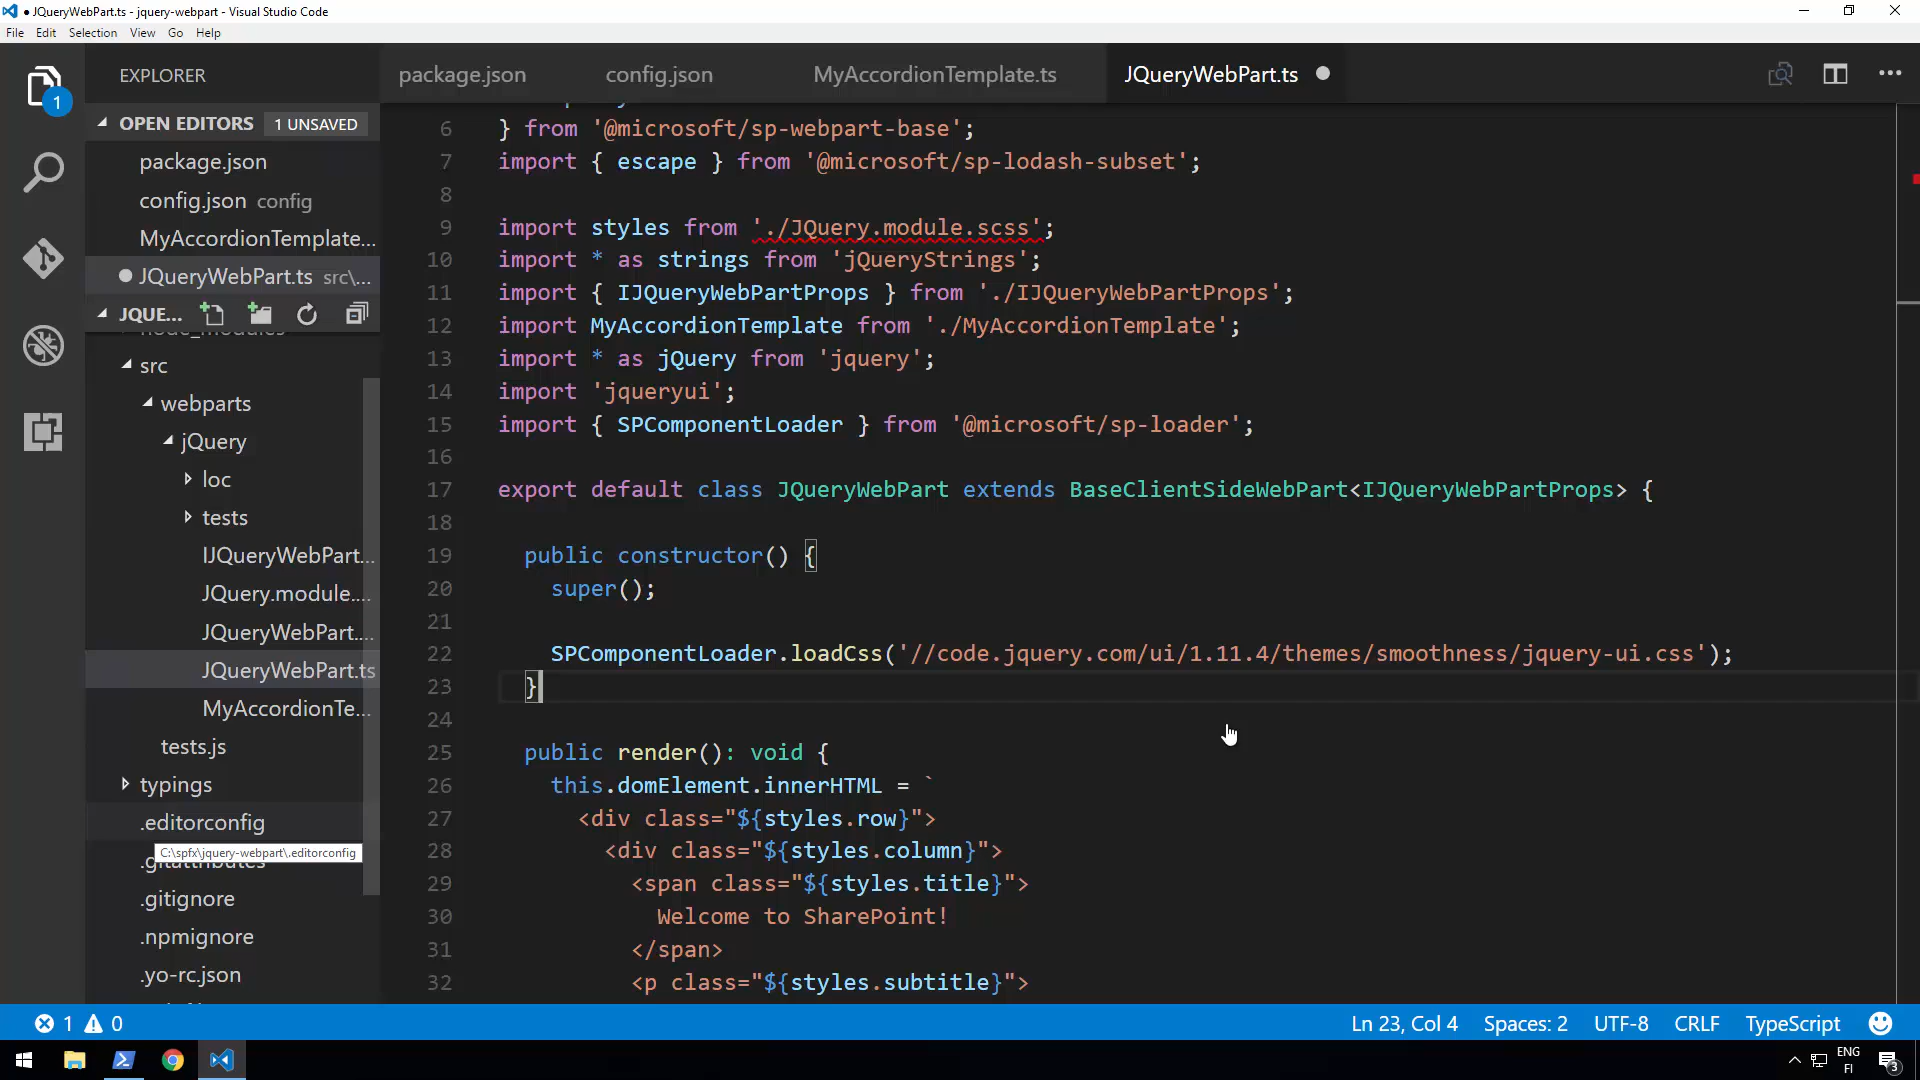 JQueryWebPart.ts - jquery-webpart - Visual Studio Code
File Edit Selection View Go Help
EXPLORER
package.json config.json MyAccordionTemplate.ts JQueryWebPart.ts
1
OPEN EDITORS 1 UNSAVED
package.json
config.json config
MyAccordionTemplate...
JQueryWebPart.ts src\...
JQUE...
node_modules
src
webparts
jQuery
loc
tests
IJQueryWebPart...
JQuery.module....
JQueryWebPart....
JQueryWebPart.ts
MyAccordionTe...
tests.js
typings
.editorconfig
C:\spfx\jquery-webpart\.editorconfig
.gitattributes
.gitignore
.npmignore
.yo-rc.json
6 } from '@microsoft/sp-webpart-base';
7 import { escape } from '@microsoft/sp-lodash-subset';
8
9 import styles from './JQuery.module.scss';
10 import * as strings from 'jQueryStrings';
11 import { IJQueryWebPartProps } from './IJQueryWebPartProps';
12 import MyAccordionTemplate from './MyAccordionTemplate';
13 import * as jQuery from 'jquery';
14 import 'jqueryui';
15 import { SPComponentLoader } from '@microsoft/sp-loader';
16
17 export default class JQueryWebPart extends BaseClientSideWebPart<IJQueryWebPartProps> {
18
19 public constructor() {
20 super();
21
22 SPComponentLoader.loadCss('//code.jquery.com/ui/1.11.4/themes/smoothness/jquery-ui.css');
23 }
24
25 public render(): void {
26 this.domElement.innerHTML = `
27 <div class="${styles.row}">
28 <div class="${styles.column}">
29 <span class="${styles.title}">
30 Welcome to SharePoint!
31 </span>
32 <p class="${styles.subtitle}">
1 0 Ln 23, Col 4 Spaces: 2 UTF-8 CRLF TypeScript
ENG
FI
3